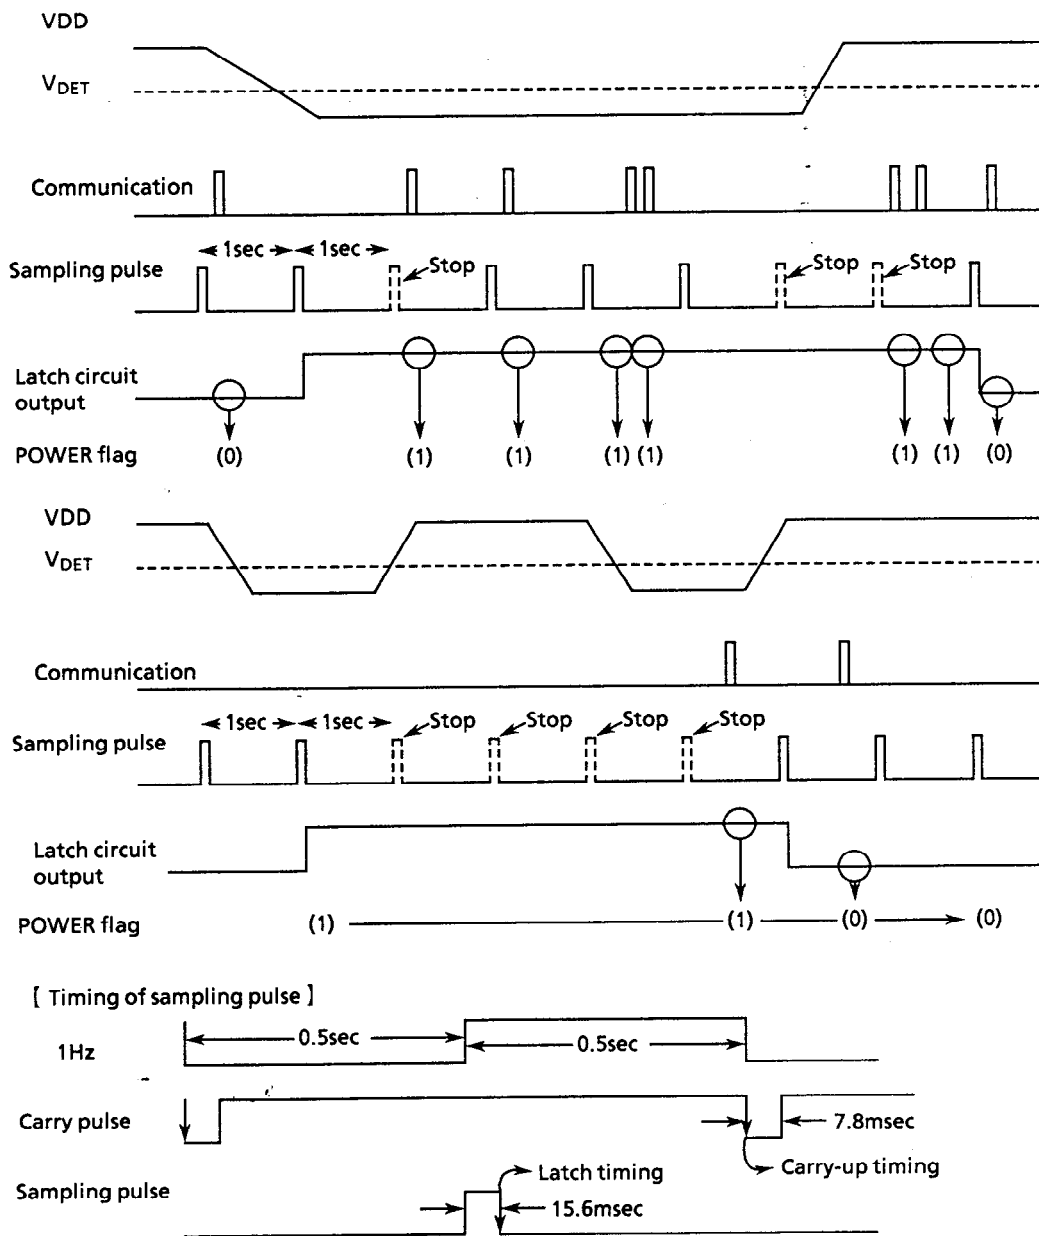 VDD
VDET
Communication
1sec 1sec
Sampling pulse Stop Stop Stop
Latch circuit
output
POWER flag (0) (1) (1) (1) (1) (1) (1) (0)
VDD
VDET
Communication
1sec 1sec Stop Stop Stop Stop
Sampling pulse
Latch circuit
output
POWER flag (1) (1) (0) (0)
[ Timing of sampling pulse ]
0.5sec
1Hz 0.5sec
Carry pulse 7.8msec
Latch timing Carry-up timing
Sampling pulse
15.6msec